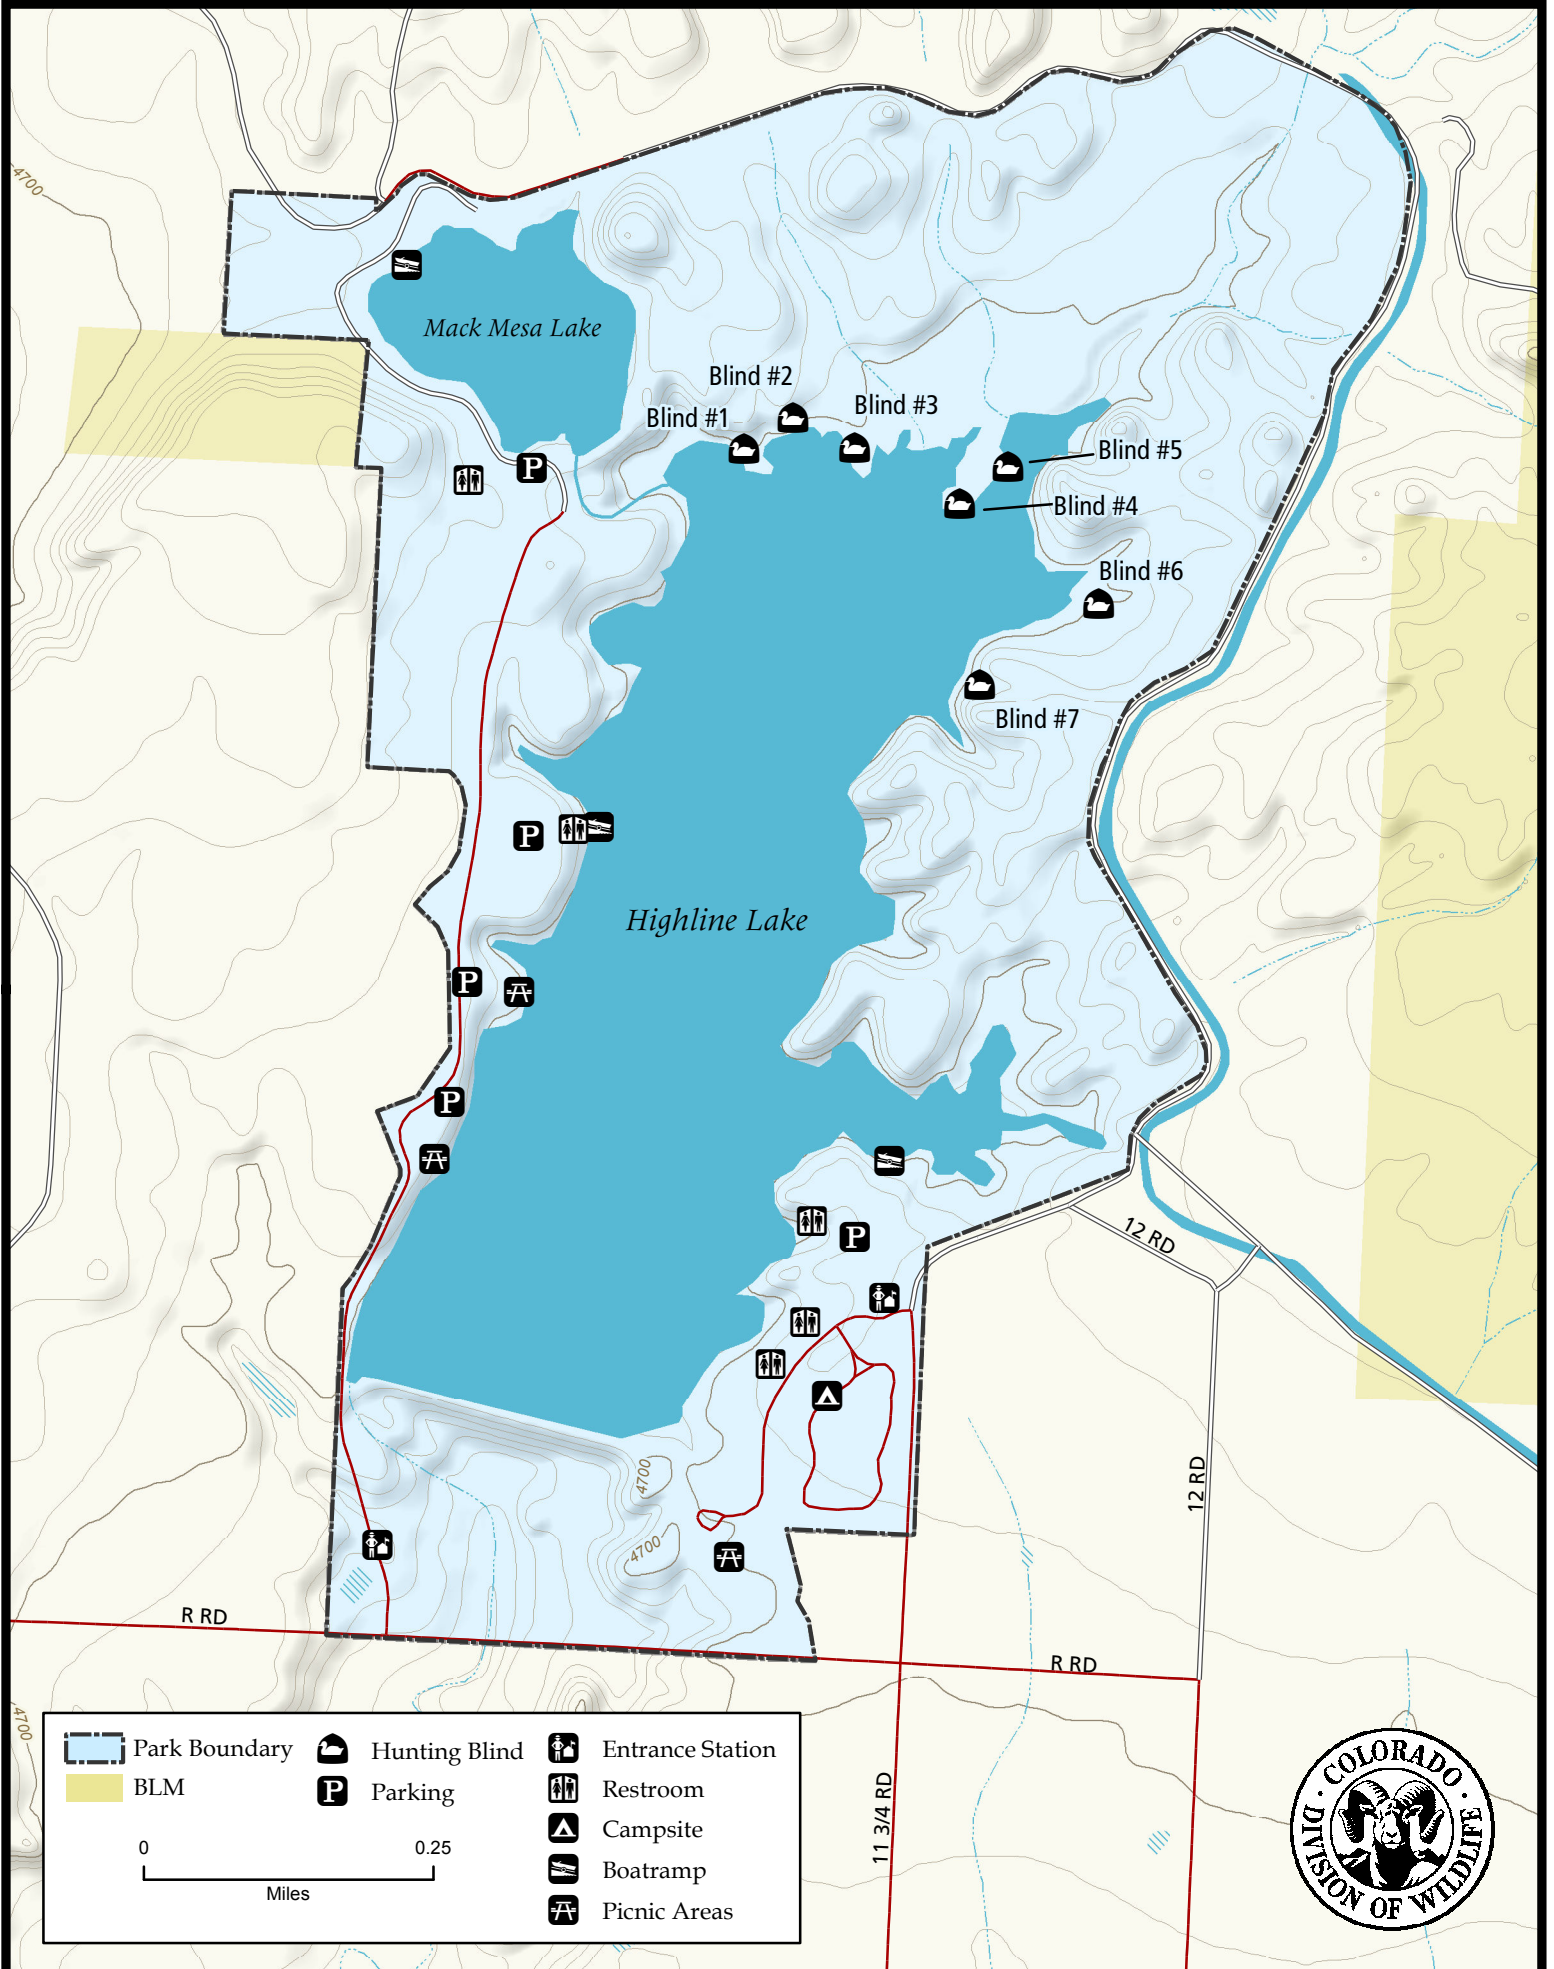 4700
Mack Mesa Lake
Blind #2
Blind #1
Blind #3
Blind #5
Blind #4
Blind #6
Blind #7
P
P
Highline Lake
P
P
P
12 RD
12 RD
4700
4700
R RD
R RD
4700
11 3/4 RD
Park Boundary
BLM
Hunting Blind
P Parking
Entrance Station
Restroom
Campsite
Boatramp
Picnic Areas
0 0.25
Miles
COLORADO
DIVISION OF WILDLIFE